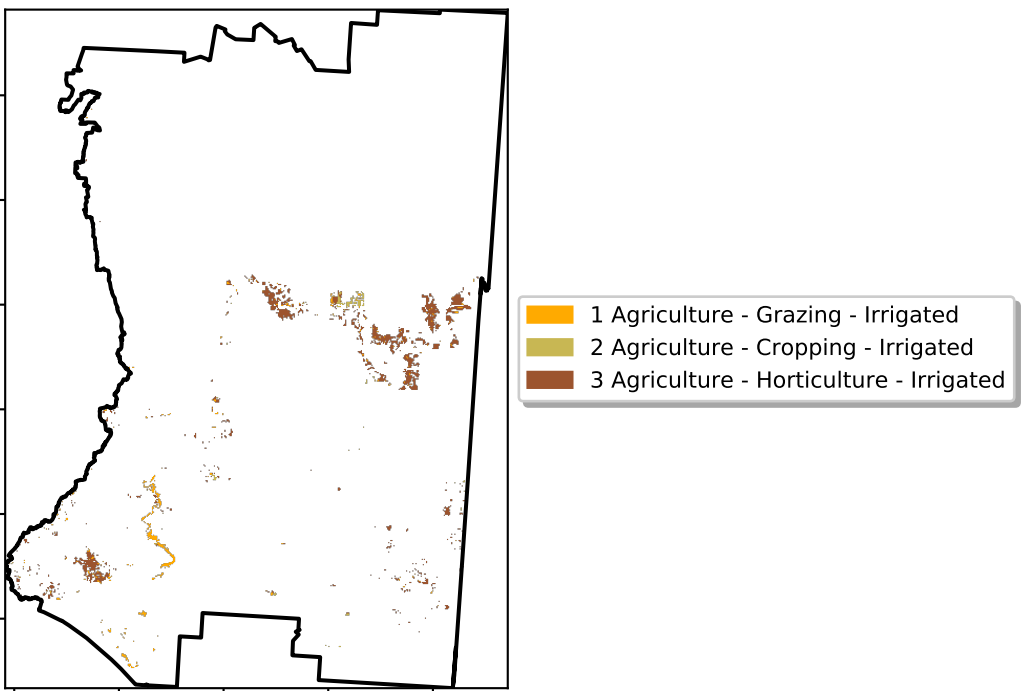 1 Agriculture - Grazing - Irrigated
2 Agriculture - Cropping - Irrigated
3 Agriculture - Horticulture - Irrigated